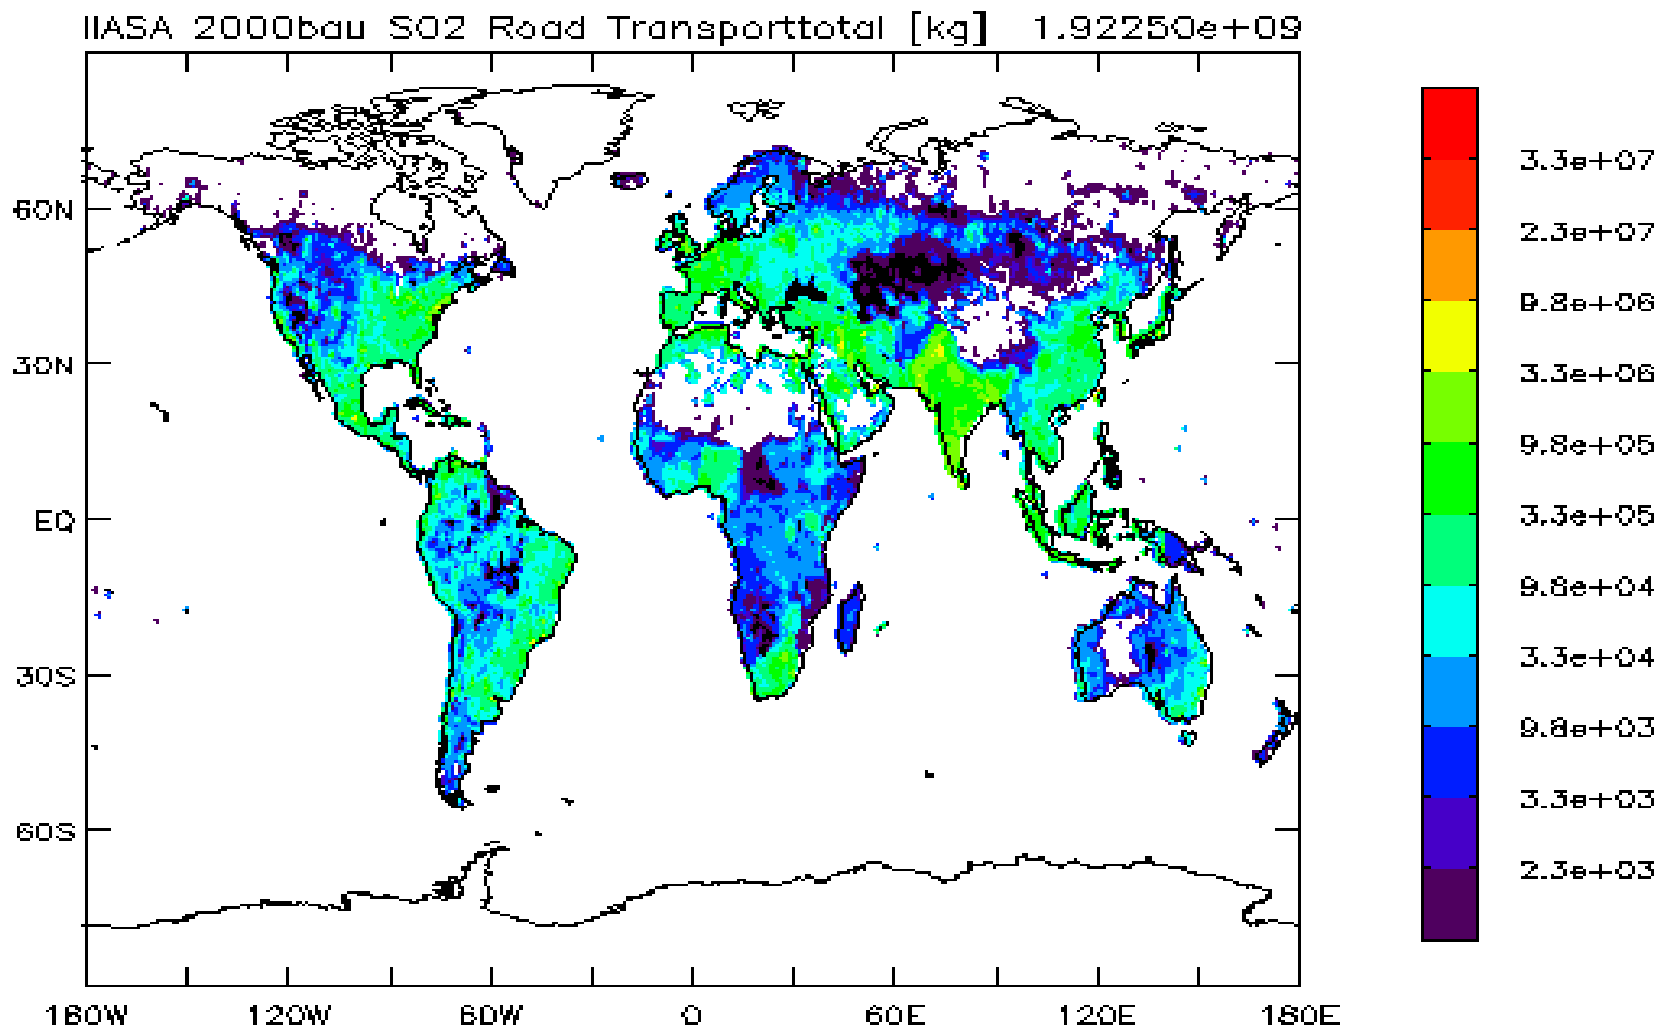 IIASA 2000bau SO2 Road Transporttotal [kg] 1.92250e+09
60N
30N
EQ
30S
60S
180W 120W 60W 0 60E 120E 180E
3.3e+07
2.3e+07
9.8e+06
3.3e+06
9.8e+05
3.3e+05
9.8e+04
3.3e+04
9.8e+03
3.3e+03
2.3e+03